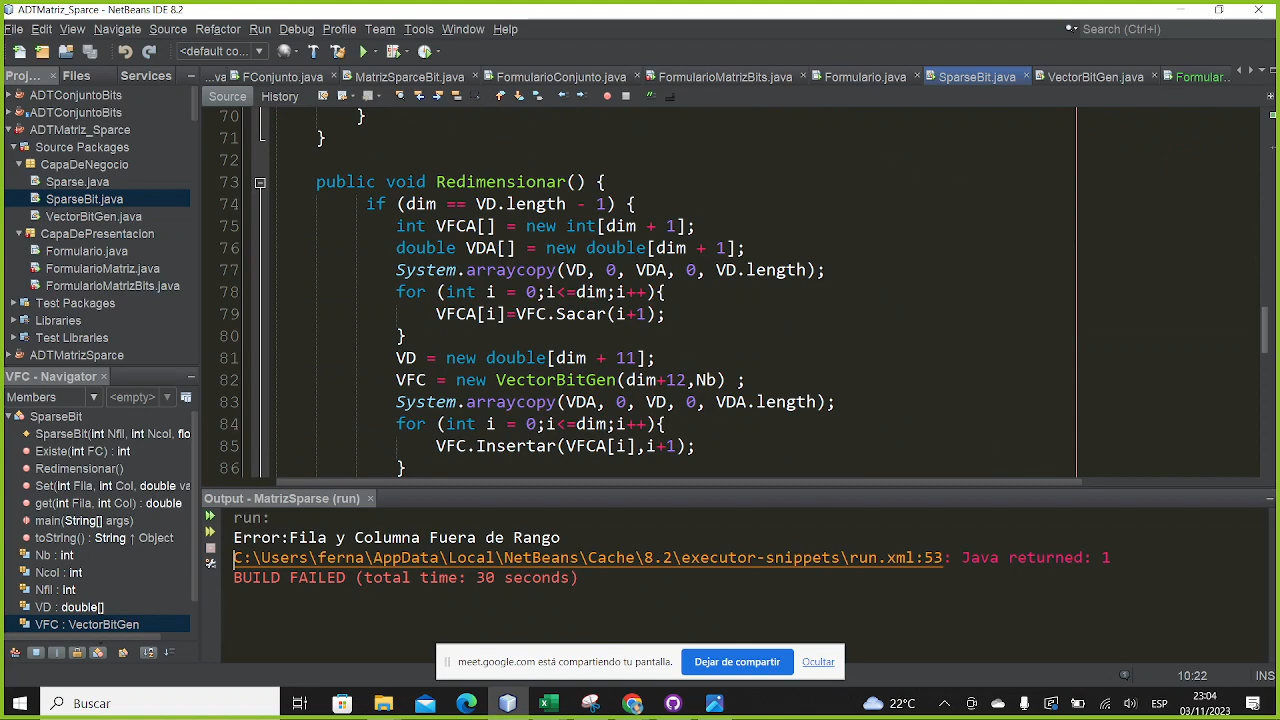 ADTMatriz_Sparce - NetBeans IDE 8.2
File Edit View Navigate Source Refactor Run Debug Profile Team Tools Window Help
Search (Ctrl+I)
<default co...
Proj... × Files Services
...va FConjunto.java MatrizSparceBit.java FormularioConjunto.java FormularioMatrizBits.java Formulario.java SparseBit.java VectorBitGen.java Formular...
Source History
ADTConjuntoBits
ADTConjuntoBits
ADTMatriz_Sparce
Source Packages
CapaDeNegocio
Sparse.java
SparseBit.java
VectorBitGen.java
CapaDePresentacion
Formulario.java
FormularioMatriz.java
FormularioMatrizBits.java
Test Packages
Libraries
Test Libraries
ADTMatrizSparce
70 }
71 }
72
73 public void Redimensionar() {
74 if (dim == VD.length - 1) {
75 int VFCA[] = new int[dim + 1];
76 double VDA[] = new double[dim + 1];
77 System.arraycopy(VD, 0, VDA, 0, VD.length);
78 for (int i = 0;i<=dim;i++){
79 VFCA[i]=VFC.Sacar(i+1);
80 }
81 VD = new double[dim + 11];
82 VFC = new VectorBitGen(dim+12,Nb) ;
83 System.arraycopy(VDA, 0, VD, 0, VDA.length);
84 for (int i = 0;i<=dim;i++){
85 VFC.Insertar(VFCA[i],i+1);
86 }
VFC - Navigator ×
Members <empty>
SparseBit
SparseBit(int Nfil, int Ncol, flo
Existe(int FC) : int
Redimensionar()
Set(int Fila, int Col, double va
get(int Fila, int Col) : double
main(String[] args)
toString() : String ↑ Object
Nb : int
Ncol : int
Nfil : int
VD : double[]
VFC : VectorBitGen
Output - MatrizSparse (run) ×
run:
Error:Fila y Columna Fuera de Rango
C:\Users\ferna\AppData\Local\NetBeans\Cache\8.2\executor-snippets\run.xml:53: Java returned: 1
BUILD FAILED (total time: 30 seconds)
meet.google.com está compartiendo tu pantalla. Dejar de compartir Ocultar
10:22 INS
Buscar
22°C
ESP
23:04
03/11/2023